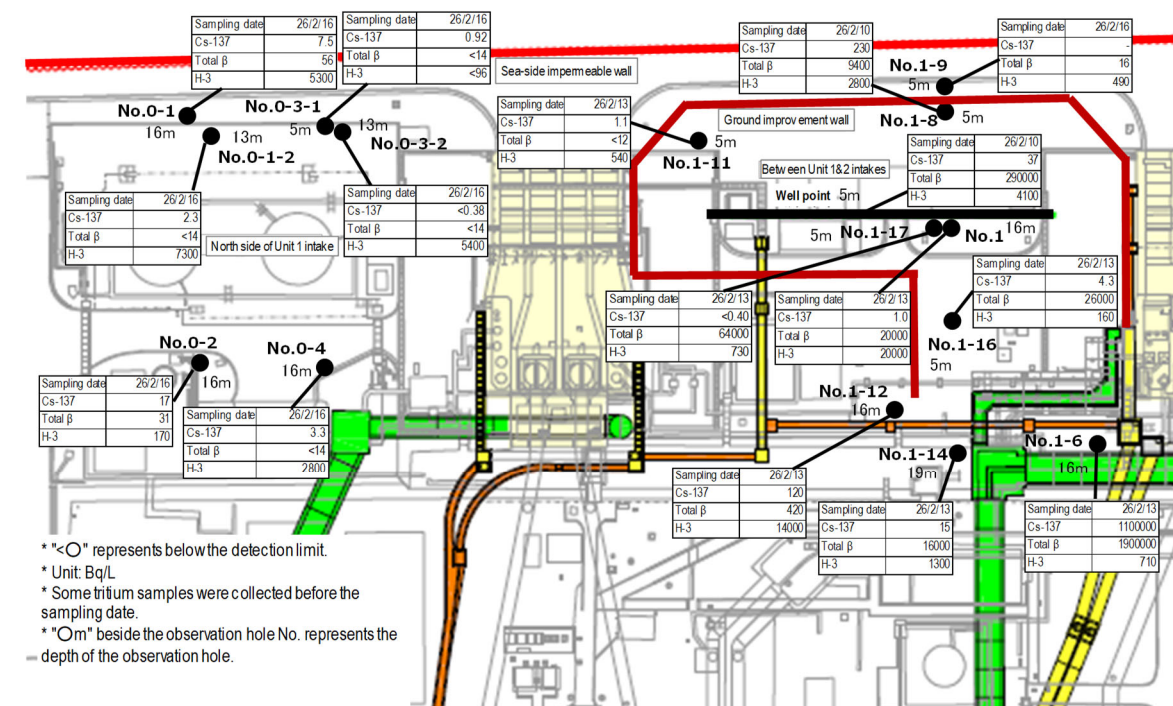 Sampling date 26/2/16
Cs-137 7.5
Total β 56
H-3 5300
No.0-1
16m
Sampling date 26/2/16
Cs-137 0.92
Total β <14
H-3 <96
No.0-3-1
5m
Sea-side impermeable wall
13m
No.0-1-2
13m
No.0-3-2
Sampling date 26/2/16
Cs-137 2.3
Total β <14
H-3 7300
North side of Unit 1 intake
Sampling date 26/2/16
Cs-137 <0.38
Total β <14
H-3 5400
Sampling date 26/2/13
Cs-137 1.1
Total β <12
H-3 540
5m
No.1-11
Sampling date 26/2/10
Cs-137 230
Total β 9400
H-3 2800
No.1-9
5m
Sampling date 26/2/16
Cs-137 -
Total β 16
H-3 490
No.1-8
5m
Ground improvement wall
Between Unit 1&2 intakes
Well point 5m
Sampling date 26/2/10
Cs-137 37
Total β 290000
H-3 4100
5m No.1-17
No.1 16m
Sampling date 26/2/13
Cs-137 <0.40
Total β 64000
H-3 730
Sampling date 26/2/13
Cs-137 1.0
Total β 20000
H-3 20000
Sampling date 26/2/13
Cs-137 4.3
Total β 26000
H-3 160
No.1-16
5m
No.0-2
16m
No.0-4
16m
Sampling date 26/2/16
Cs-137 17
Total β 31
H-3 170
Sampling date 26/2/16
Cs-137 3.3
Total β <14
H-3 2800
No.1-12
16m
No.1-14
19m
No.1-6
16m
Sampling date 26/2/13
Cs-137 120
Total β 420
H-3 14000
Sampling date 26/2/13
Cs-137 15
Total β 16000
H-3 1300
Sampling date 26/2/13
Cs-137 1100000
Total β 1900000
H-3 710
* "<O" represents below the detection limit.
* Unit: Bq/L
* Some tritium samples were collected before the
sampling date.
* "Om" beside the observation hole No. represents the
depth of the observation hole.